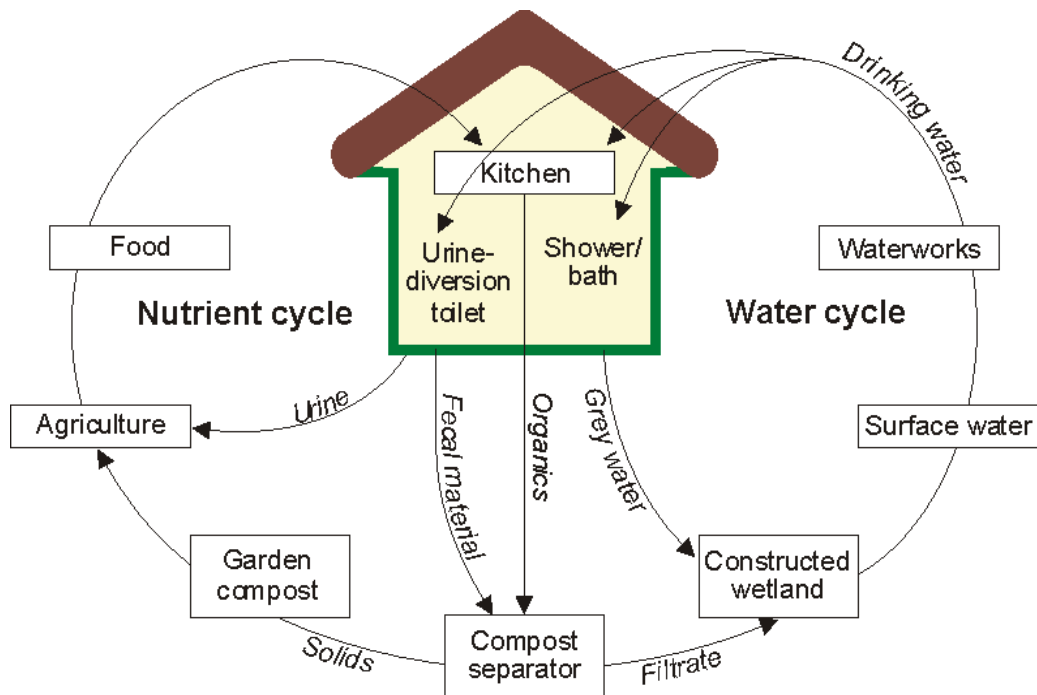 Drinking water
Kitchen
Food
Urine-
diversion
toilet
Shower/
bath
Waterworks
Nutrient cycle
Water cycle
Agriculture
Urine
Fecal material
Organics
Grey water
Surface water
Garden
compost
Constructed
wetland
Solids
Compost
separator
Filtrate